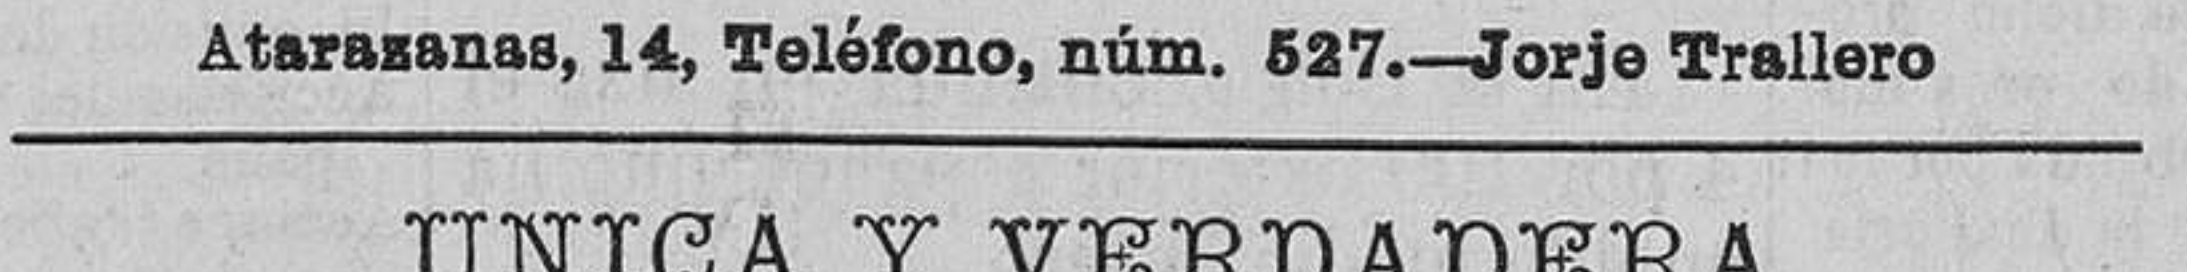 Atarazanas, 14, Teléfono, núm. 527.—Jorje Trallero
UNICA Y VERDADERA